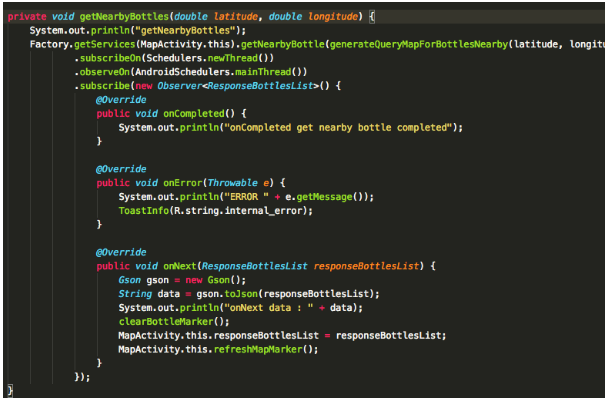 private void getNearbyBottles(double latitude, double longitude) {
System.out.println("getNearbyBottles");
Factory.getServices(MapActivity.this).getNearbyBottle(generateQueryMapForBottlesNearby(latitude, longitu
.subscribeOn(Schedulers.newThread())
.observeOn(AndroidSchedulers.mainThread())
.subscribe(new Observer<ResponseBottlesList>() {
@Override
public void onCompleted() {
System.out.println("onCompleted get nearby bottle completed");
}
@Override
public void onError(Throwable e) {
System.out.println("ERROR " + e.getMessage());
ToastInfo(R.string.internal_error);
}
@Override
public void onNext(ResponseBottlesList responseBottlesList) {
Gson gson = new Gson();
String data = gson.toJson(responseBottlesList);
System.out.println("onNext data : " + data);
clearBottleMarker();
MapActivity.this.responseBottlesList = responseBottlesList;
MapActivity.this.refreshMapMarker();
}
});
}